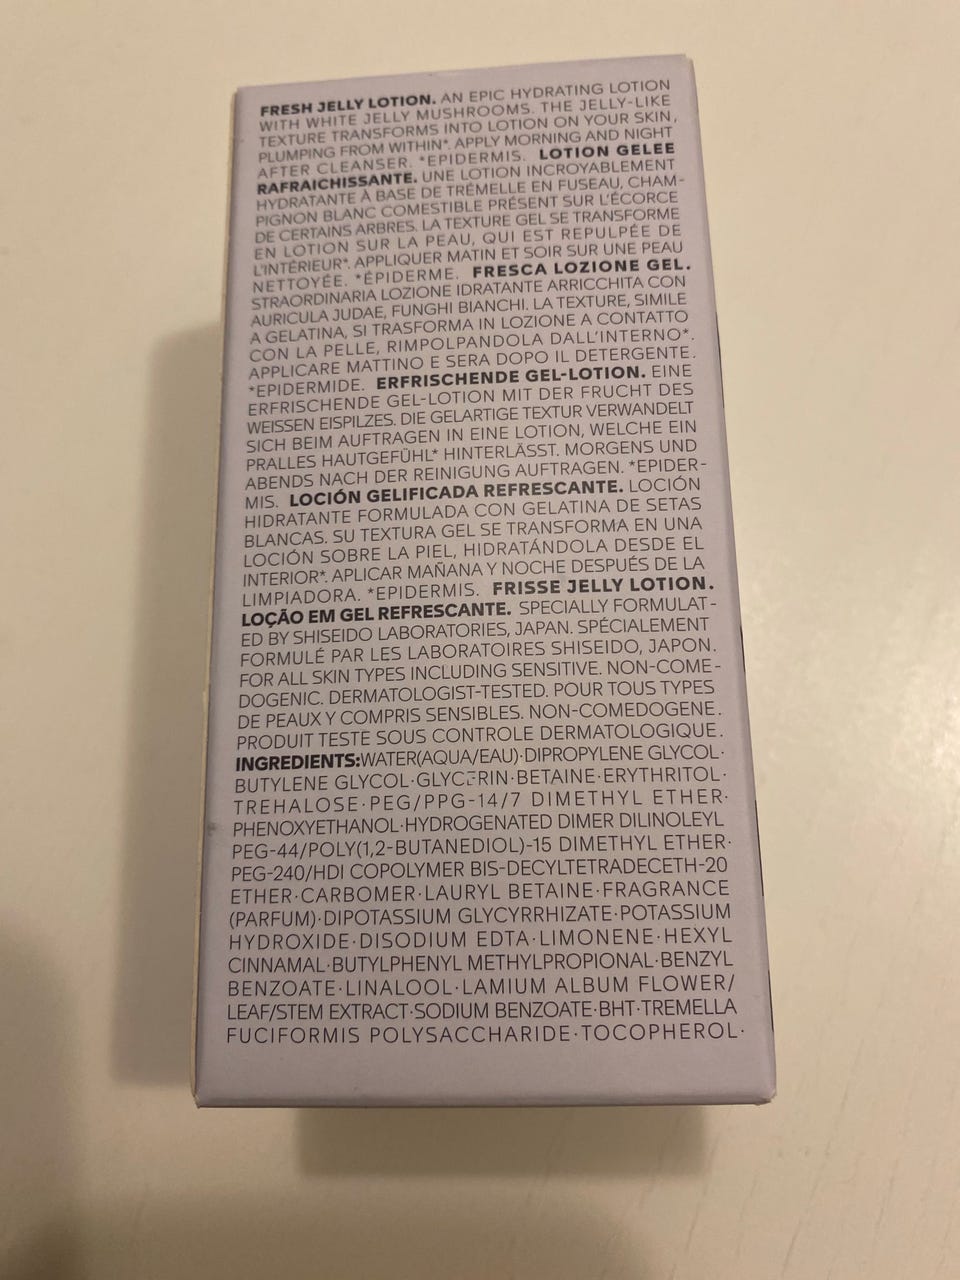 FRESH JELLY LOTION. AN EPIC HYDRATING LOTION
WITH WHITE JELLY MUSHROOMS. THE JELLY-LIKE
TEXTURE TRANSFORMS INTO LOTION ON YOUR SKIN,
PLUMPING FROM WITHIN*. APPLY MORNING AND NIGHT
AFTER CLEANSER. *EPIDERMIS. LOTION GELEE
RAFRAICHISSANTE. UNE LOTION INCROYABLEMENT
HYDRATANTE À BASE DE TRÉMELLE EN FUSEAU, CHAM-
PIGNON BLANC COMESTIBLE PRÉSENT SUR L'ÉCORCE
DE CERTAINS ARBRES. LA TEXTURE GEL SE TRANSFORME
EN LOTION SUR LA PEAU, QUI EST REPULPÉE DE
L'INTÉRIEUR*. APPLIQUER MATIN ET SOIR SUR UNE PEAU
NETTOYÉE. *ÉPIDERME. FRESCA LOZIONE GEL.
STRAORDINARIA LOZIONE IDRATANTE ARRICCHITA CON
AURICULA JUDAE, FUNGHI BIANCHI. LA TEXTURE, SIMILE
A GELATINA, SI TRASFORMA IN LOZIONE A CONTATTO
CON LA PELLE, RIMPOLPANDOLA DALL'INTERNO*.
APPLICARE MATTINO E SERA DOPO IL DETERGENTE.
*EPIDERMIDE. ERFRISCHENDE GEL-LOTION. EINE
ERFRISCHENDE GEL-LOTION MIT DER FRUCHT DES
WEISSEN EISPILZES. DIE GELARTIGE TEXTUR VERWANDELT
SICH BEIM AUFTRAGEN IN EINE LOTION, WELCHE EIN
PRALLES HAUTGEFÜHL* HINTERLÄSST. MORGENS UND
ABENDS NACH DER REINIGUNG AUFTRAGEN. *EPIDER-
MIS. LOCIÓN GELIFICADA REFRESCANTE. LOCIÓN
HIDRATANTE FORMULADA CON GELATINA DE SETAS
BLANCAS. SU TEXTURA GEL SE TRANSFORMA EN UNA
LOCIÓN SOBRE LA PIEL, HIDRATÁNDOLA DESDE EL
INTERIOR*. APLICAR MAÑANA Y NOCHE DESPUÉS DE LA
LIMPIADORA. *EPIDERMIS. FRISSE JELLY LOTION.
LOÇÃO EM GEL REFRESCANTE. SPECIALLY FORMULAT-
ED BY SHISEIDO LABORATORIES, JAPAN. SPÉCIALEMENT
FORMULÉ PAR LES LABORATOIRES SHISEIDO, JAPON.
FOR ALL SKIN TYPES INCLUDING SENSITIVE. NON-COME-
DOGENIC. DERMATOLOGIST-TESTED. POUR TOUS TYPES
DE PEAUX Y COMPRIS SENSIBLES. NON-COMEDOGENE.
PRODUIT TESTÉ SOUS CONTROLE DERMATOLOGIQUE.
INGREDIENTS:WATER(AQUA/EAU)·DIPROPYLENE GLYCOL·
BUTYLENE GLYCOL·GLYCERIN·BETAINE·ERYTHRITOL·
TREHALOSE·PEG/PPG-14/7 DIMETHYL ETHER·
PHENOXYETHANOL·HYDROGENATED DIMER DILINOLEYL
PEG-44/POLY(1,2-BUTANEDIOL)-15 DIMETHYL ETHER·
PEG-240/HDI COPOLYMER BIS-DECYLTETRADECETH-20
ETHER·CARBOMER·LAURYL BETAINE·FRAGRANCE
(PARFUM)·DIPOTASSIUM GLYCYRRHIZATE·POTASSIUM
HYDROXIDE·DISODIUM EDTA·LIMONENE·HEXYL
CINNAMAL·BUTYLPHENYL METHYLPROPIONAL·BENZYL
BENZOATE·LINALOOL·LAMIUM ALBUM FLOWER/
LEAF/STEM EXTRACT·SODIUM BENZOATE·BHT·TREMELLA
FUCIFORMIS POLYSACCHARIDE·TOCOPHEROL·